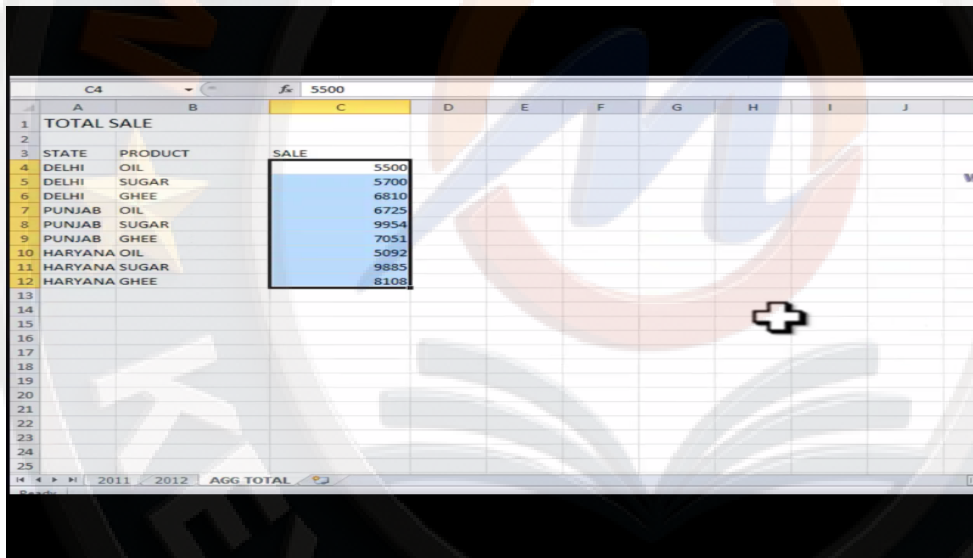 C4 fx 5500
A B C D E F G H I J
1 TOTAL SALE
2
3 STATE PRODUCT SALE
4 DELHI OIL 5500
5 DELHI SUGAR 5700
6 DELHI GHEE 6810
7 PUNJAB OIL 6725
8 PUNJAB SUGAR 9954
9 PUNJAB GHEE 7051
10 HARYANA OIL 5092
11 HARYANA SUGAR 9885
12 HARYANA GHEE 8108
13
14
15
16
17
18
19
20
21
22
23
24
25
2011 2012 AGG TOTAL